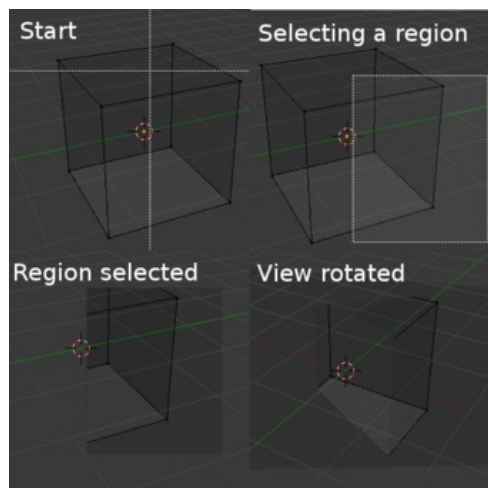 Start
Selecting a region
Region selected
View rotated